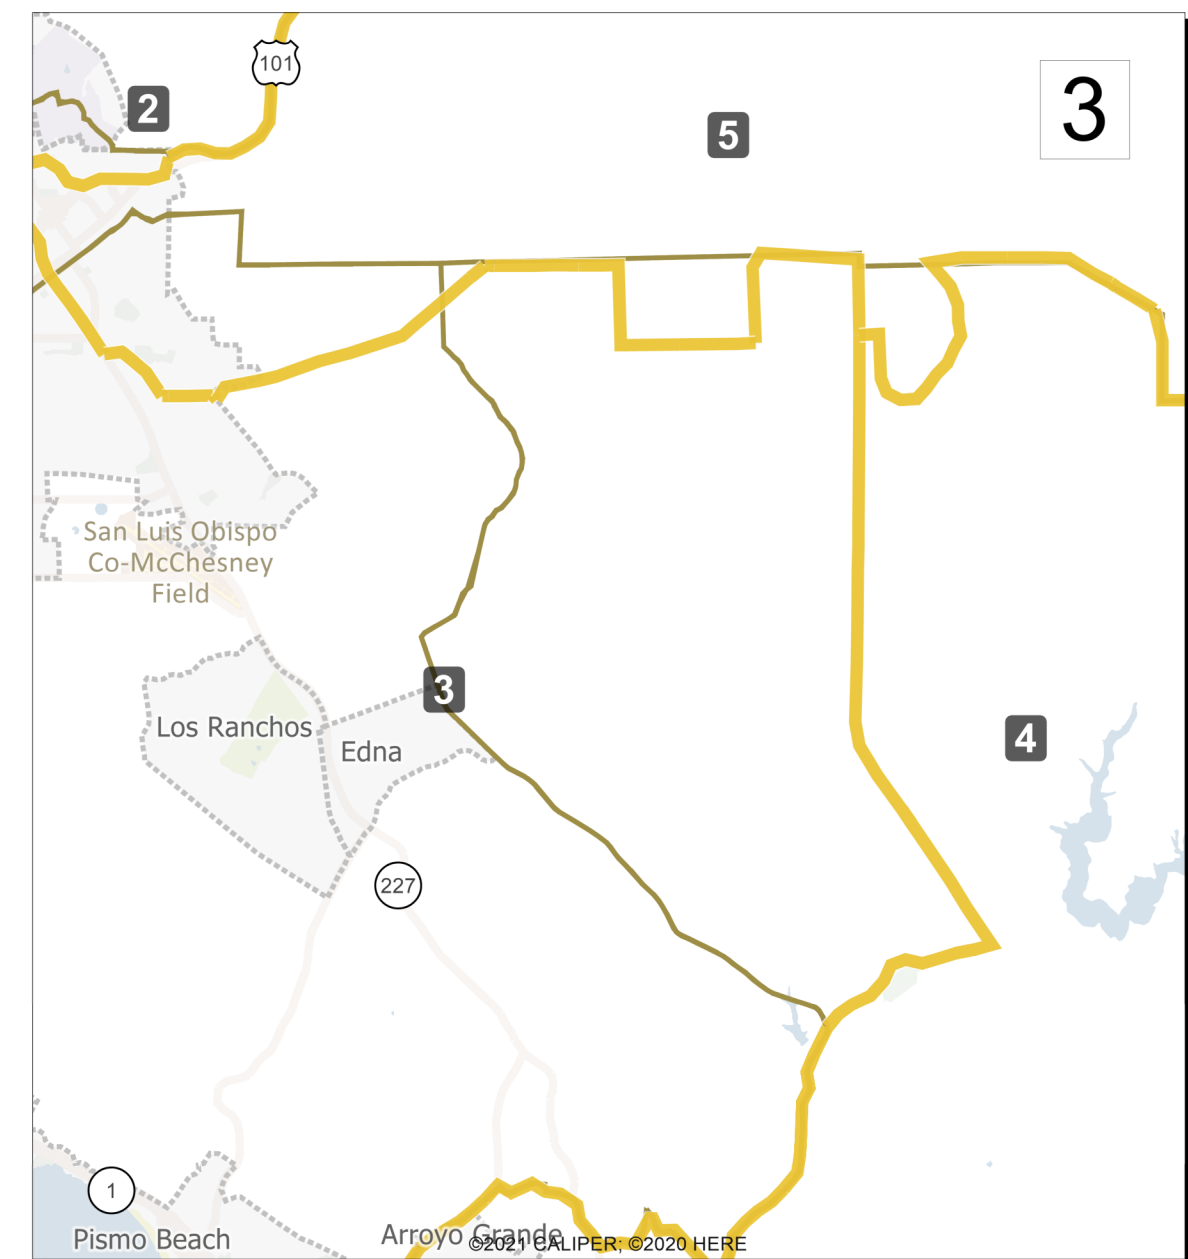 101
2
5
3
San Luis Obispo
Co-McChesney
Field
3
Los Ranchos
Edna
4
227
1
Pismo Beach
Arroyo Grande
©2021 CALIPER; ©2020 HERE